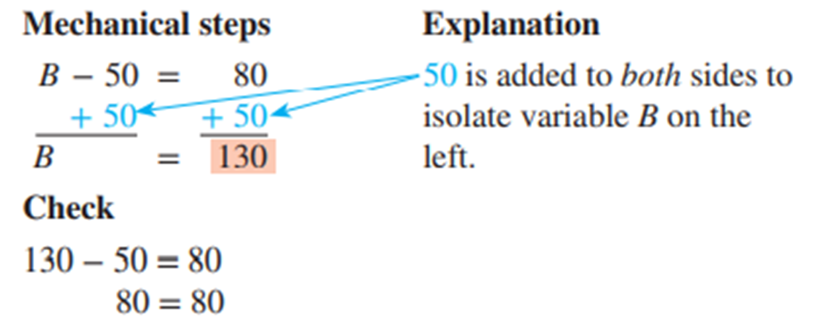 Mechanical steps
B − 50 = 80
+ 50 + 50
B = 130
Explanation
50 is added to both sides to
isolate variable B on the
left.
Check
130 – 50 = 80
80 = 80